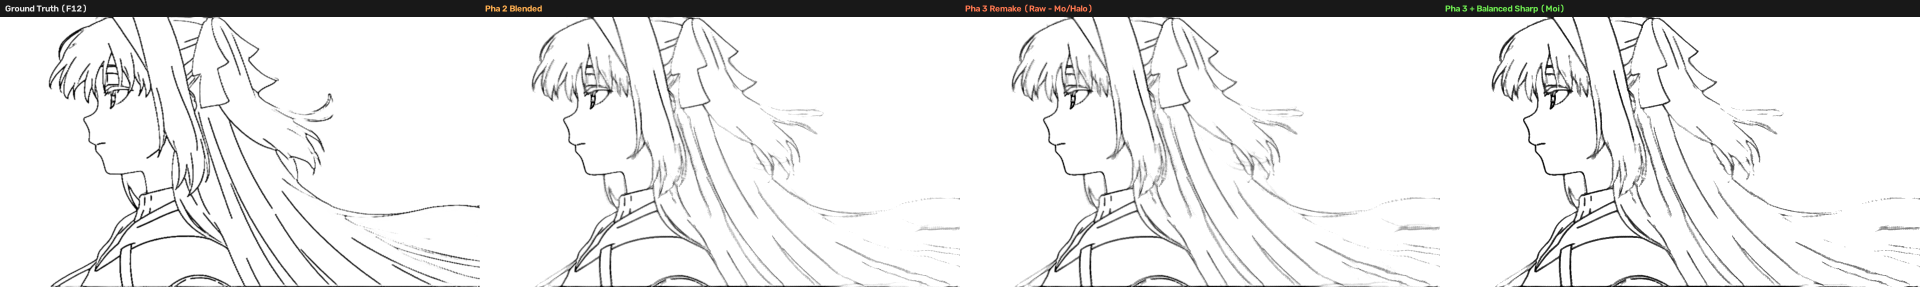 Ground Truth (F12)
Pha 2 Blended
Pha 3 Remake (Raw - Mo/Halo)
Pha 3 + Balanced Sharp (Moi)